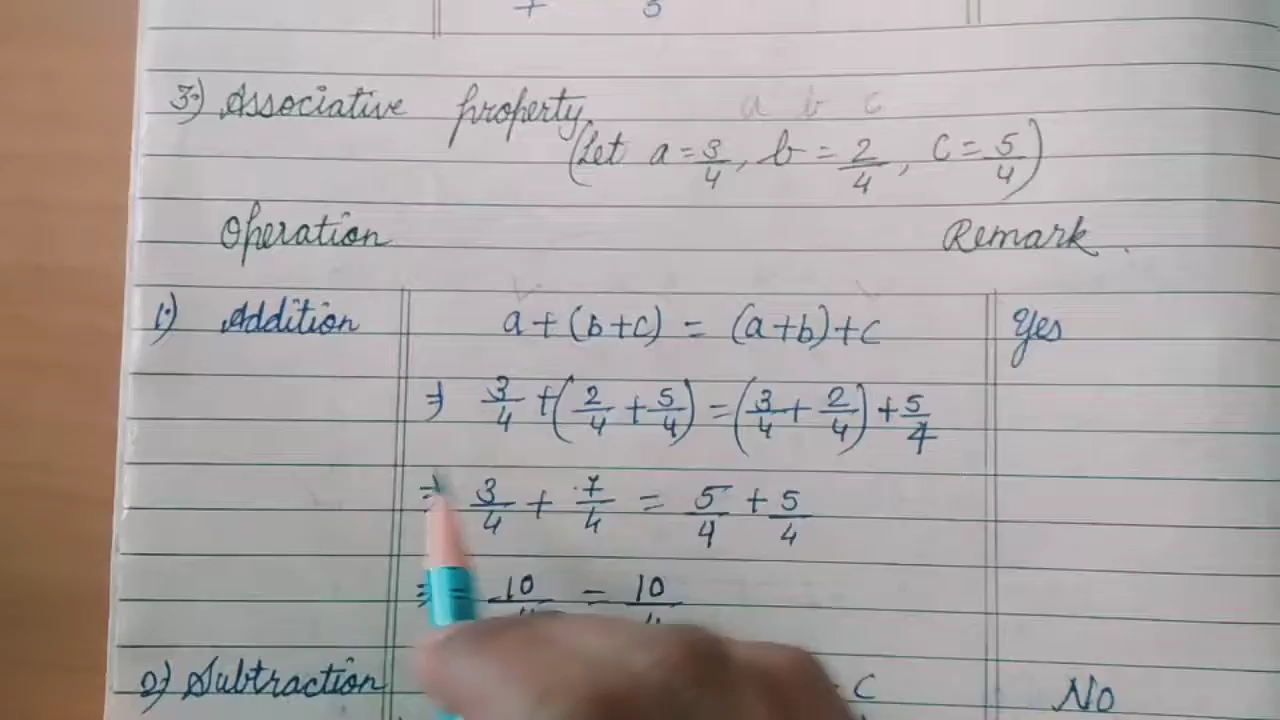 3.) Associative property. a b c
(Let a = 3/4, b = 2/4, c = 5/4)
Operation Remark.
1.) Addition a + (b + c) = (a + b) + c Yes
⇒ 3/4 + (2/4 + 5/4) = (3/4 + 2/4) + 5/4
⇒ 3/4 + 7/4 = 5/4 + 5/4
10 = 10
2) Subtraction c No